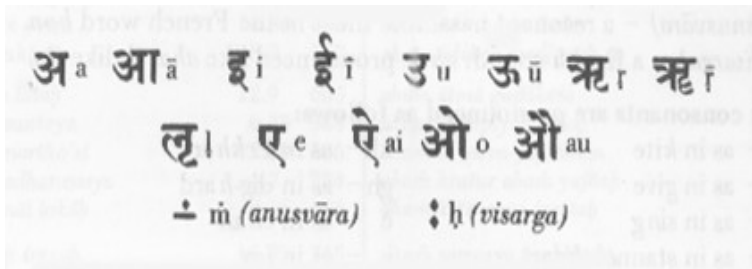 अ a आ ā इ i ई ī उ u ऊ ū ऋ ṛ ॠ ṝ
ऌ ḷ ए e ऐ ai ओ o औ au
∸ ṁ (anusvāra) ः ḥ (visarga)